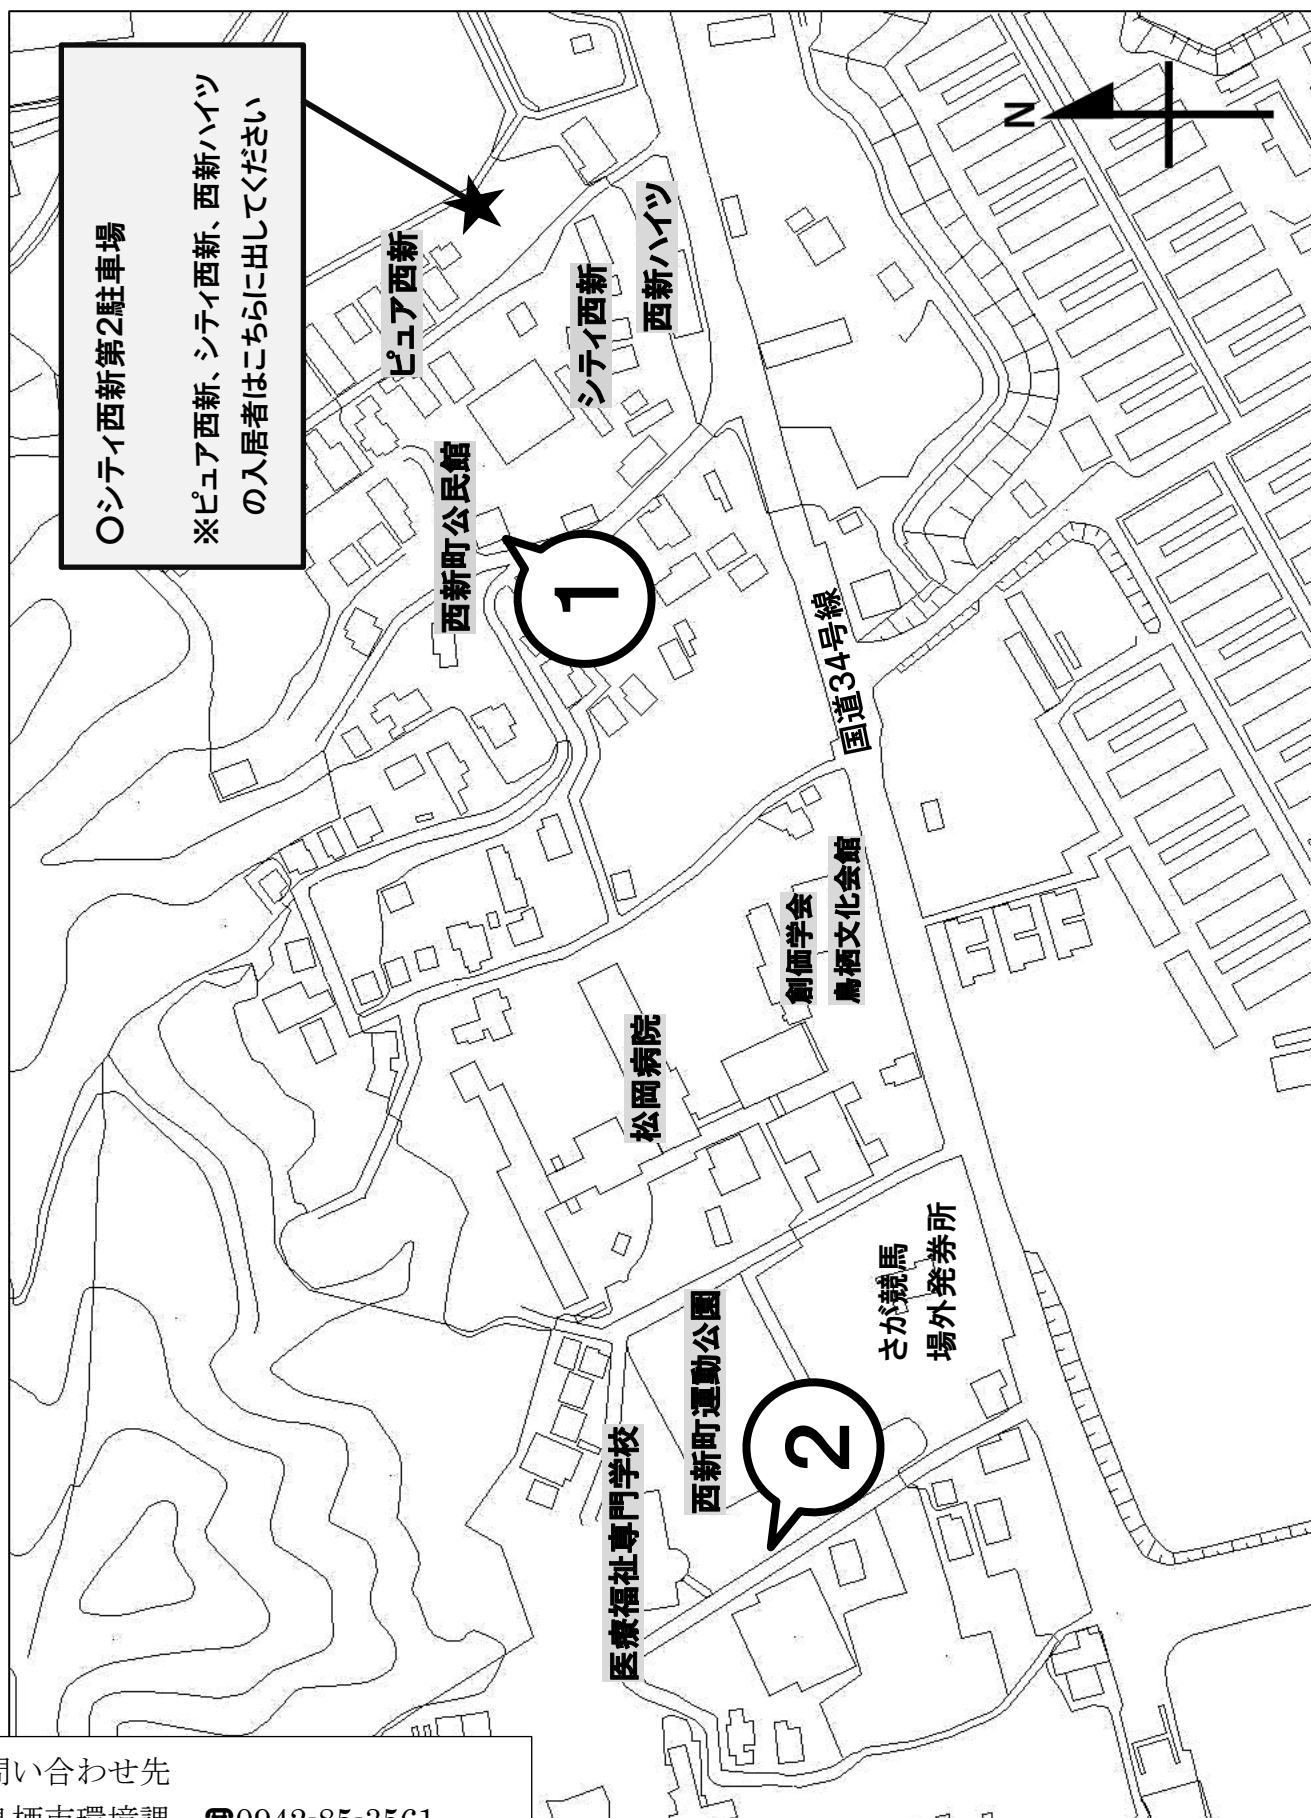 〇シティ西新第2駐車場
※ピュア西新、シティ西新、西新ハイツ
の入居者はこちらに出してください
N
ピュア西新
シティ西新
西新ハイツ
西新町公民館
1
国道34号線
創価学会
鳥栖文化会館
松岡病院
さが競馬
場外発券所
西新町運動公園
2
医療福祉専門学校
問い合わせ先
鳥栖市環境課 0942-85-3561